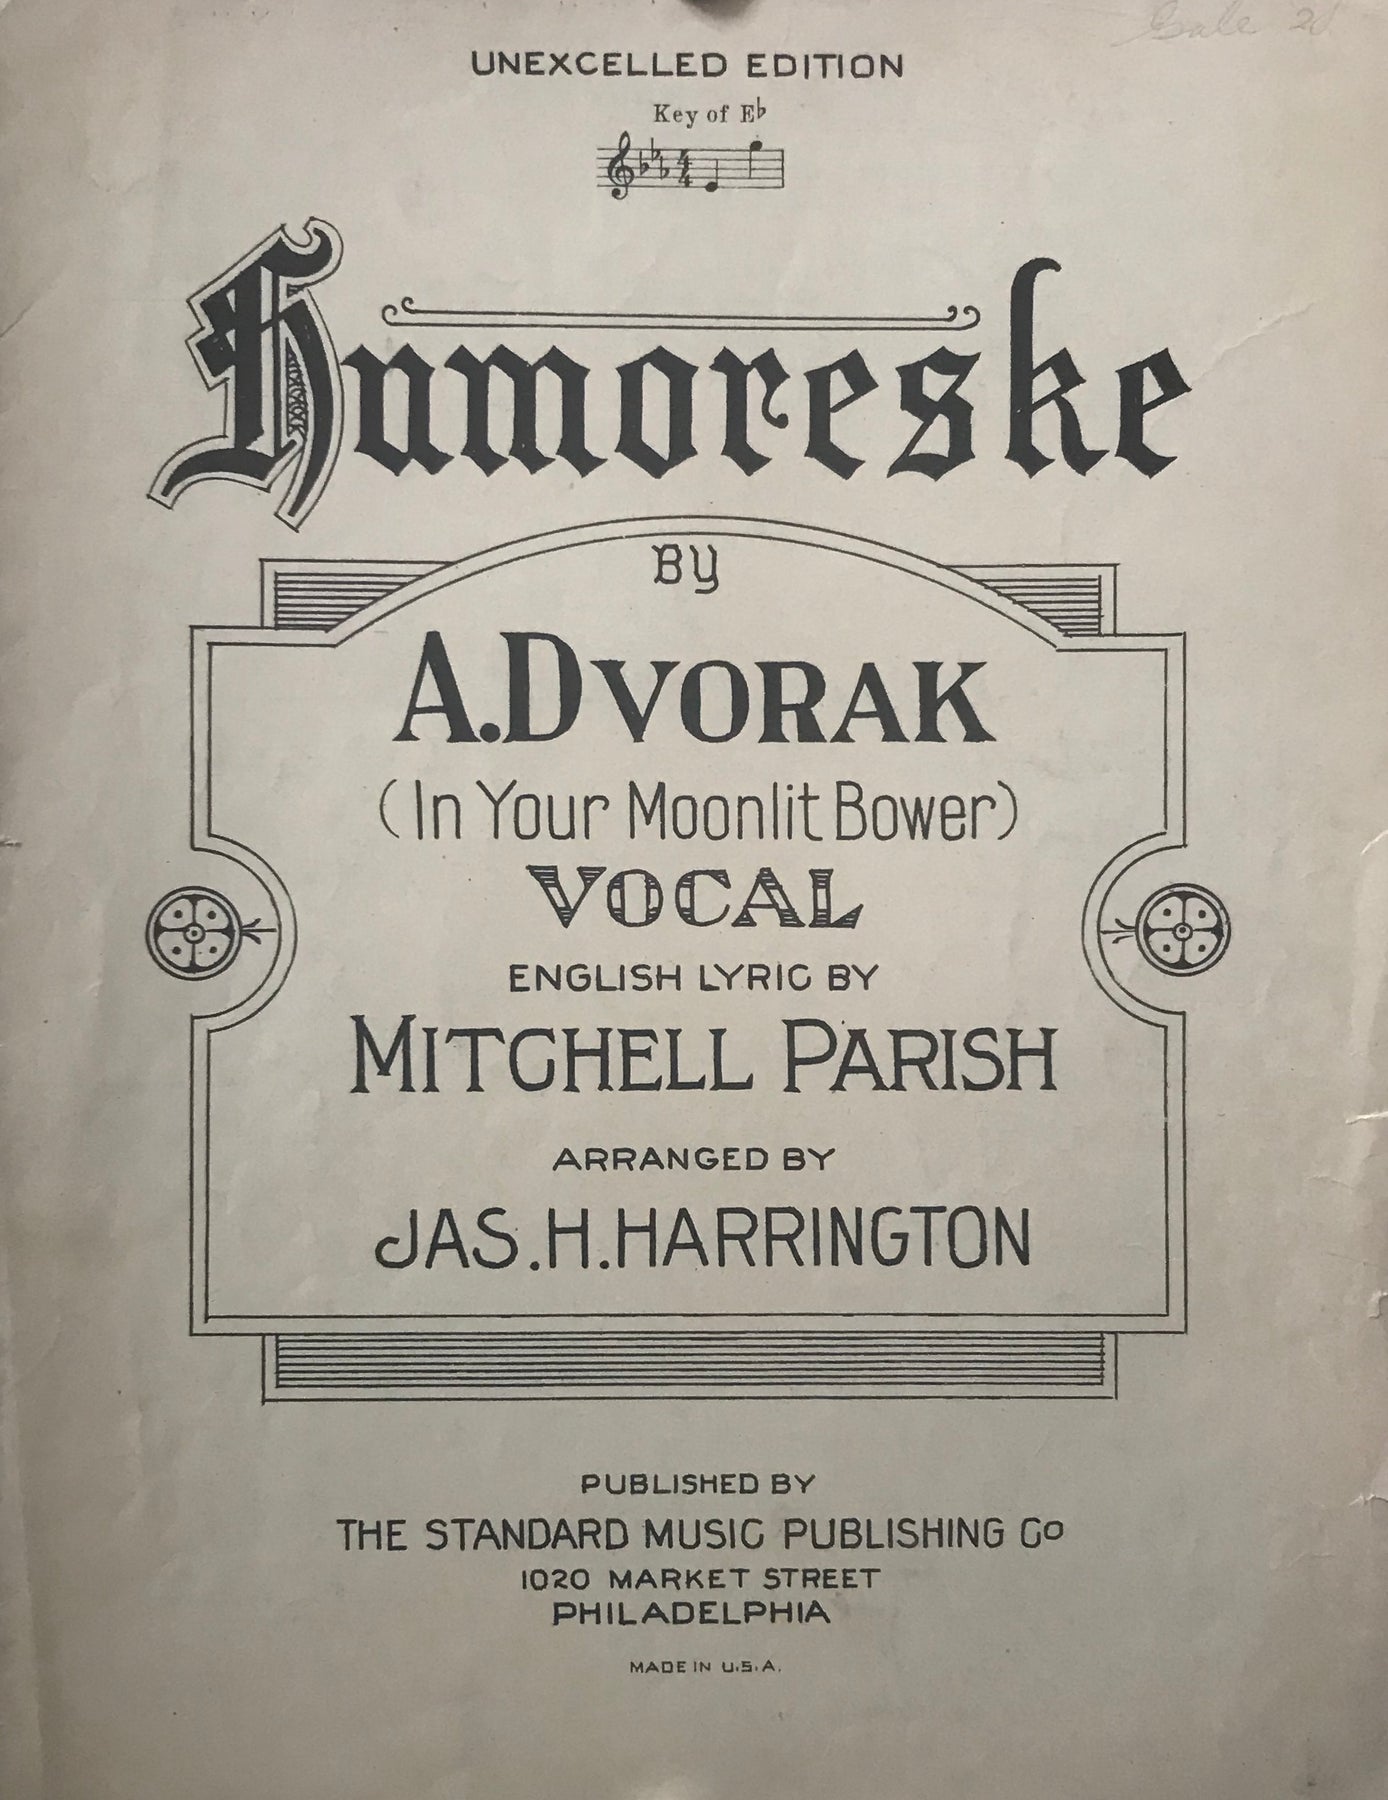 UNEXCELLED EDITION
Key of E♭
Humoreske
BY
A. DVORAK
(In Your Moonlit Bower)
VOCAL
ENGLISH LYRIC BY
MITCHELL PARISH
ARRANGED BY
JAS. H. HARRINGTON
PUBLISHED BY
THE STANDARD MUSIC PUBLISHING Co
1020 MARKET STREET
PHILADELPHIA
MADE IN U.S.A.